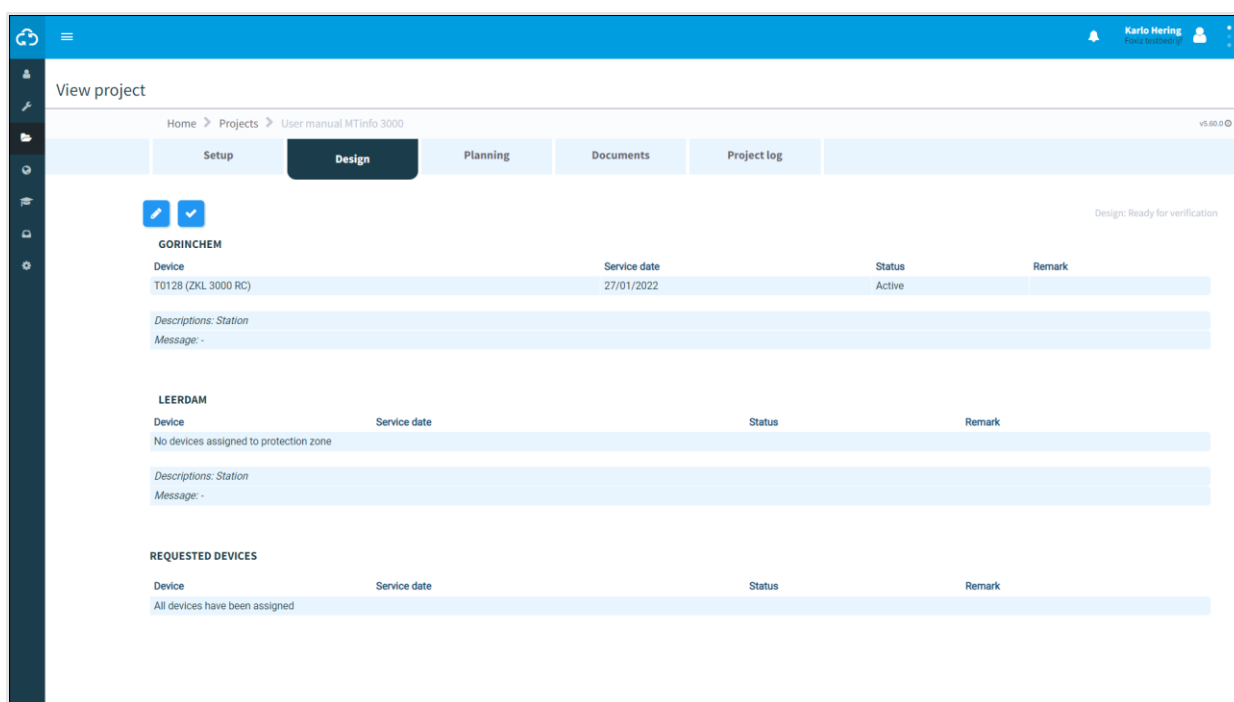 Karlo Hering
Foxiz testbedrijf
View project
Home Projects User manual MTinfo 3000
v5.60.0
Setup Design Planning Documents Project log
Design: Ready for verification
GORINCHEM
Device Service date Status Remark
T0128 (ZKL 3000 RC) 27/01/2022 Active
Descriptions: Station
Message: -
LEERDAM
Device Service date Status Remark
No devices assigned to protection zone
Descriptions: Station
Message: -
REQUESTED DEVICES
Device Service date Status Remark
All devices have been assigned